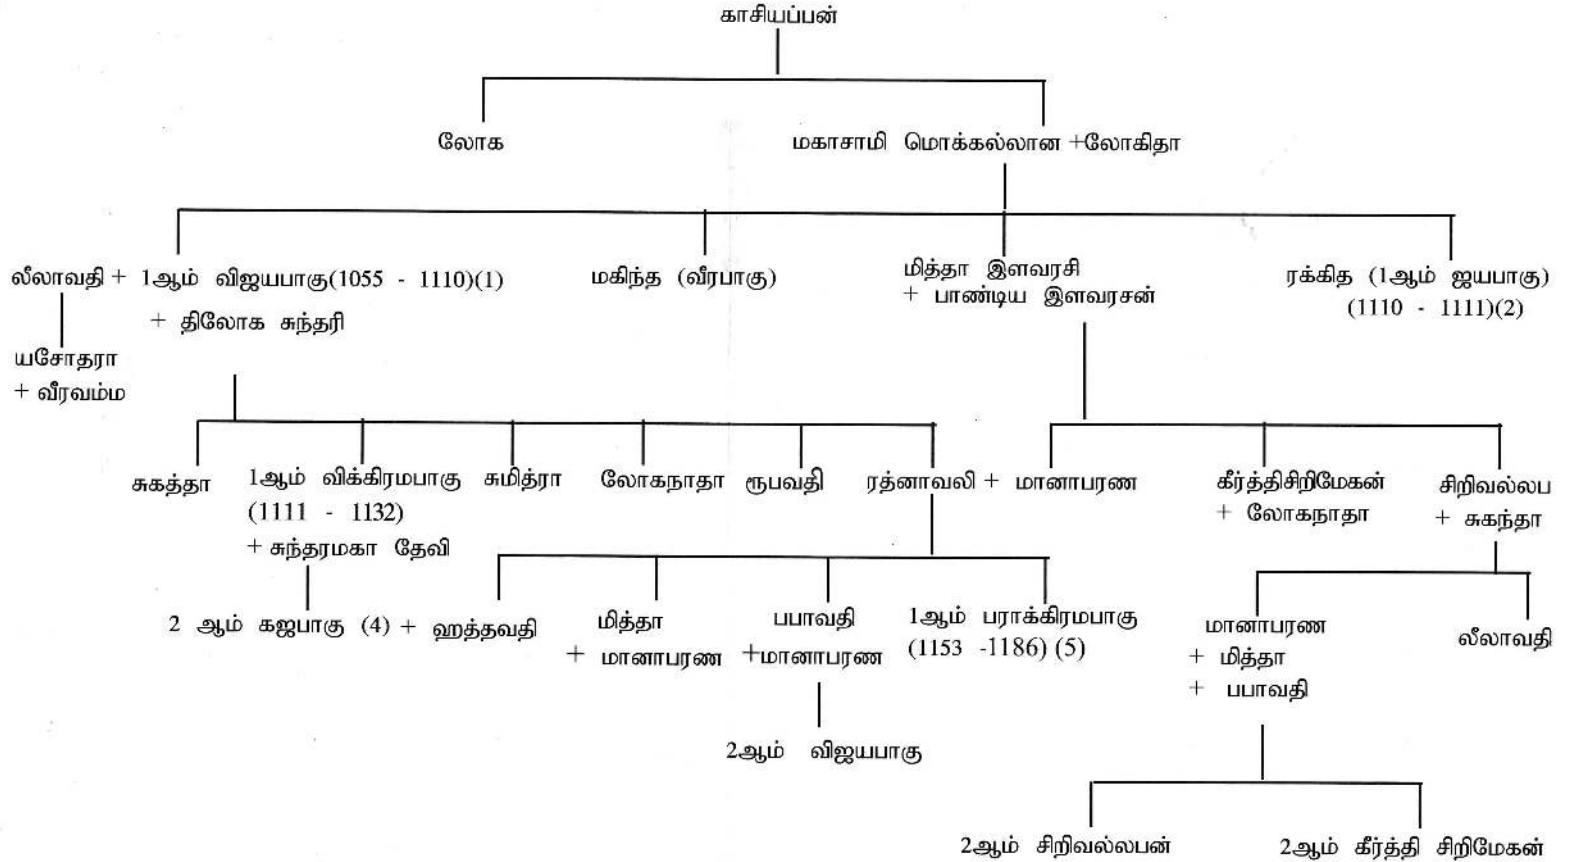 காசியப்பன்
லோக
மகாசாமி மொக்கல்லான +லோகிதா
லீலாவதி + 1ஆம் விஜயபாகு(1055 - 1110)(1)
+ திலோக சுந்தரி
மகிந்த (வீரபாகு)
மித்தா இளவரசி
+ பாண்டிய இளவரசன்
ரக்கித (1ஆம் ஜயபாகு)
(1110 - 1111)(2)
யசோதரா
+ வீரவம்ம
சுகத்தா
1ஆம் விக்கிரமபாகு
(1111 - 1132)
+ சுந்தரமகா தேவி
சுமித்ரா
லோகநாதா
ரூபவதி
ரத்னாவலி + மானாபரண
கீர்த்திசிறிமேகன்
+ லோகநாதா
சிறிவல்லப
+ சுகந்தா
2 ஆம் கஜபாகு (4) + ஹத்தவதி
மித்தா
+ மானாபரண
பபாவதி
+மானாபரண
1ஆம் பராக்கிரமபாகு
(1153 -1186) (5)
மானாபரண
+ மித்தா
+ பபாவதி
லீலாவதி
2ஆம் விஜயபாகு
2ஆம் சிறிவல்லபன்
2ஆம் கீர்த்தி சிறிமேகன்